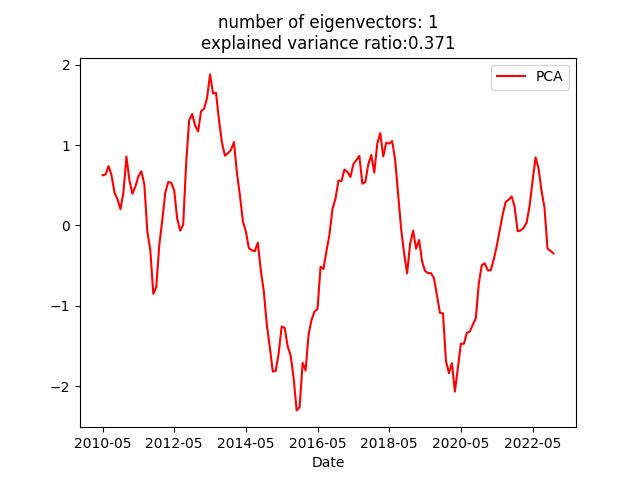 number of eigenvectors: 1
explained variance ratio:0.371
PCA
2
1
0
−1
−2
2010-05 2012-05 2014-05 2016-05 2018-05 2020-05 2022-05
Date